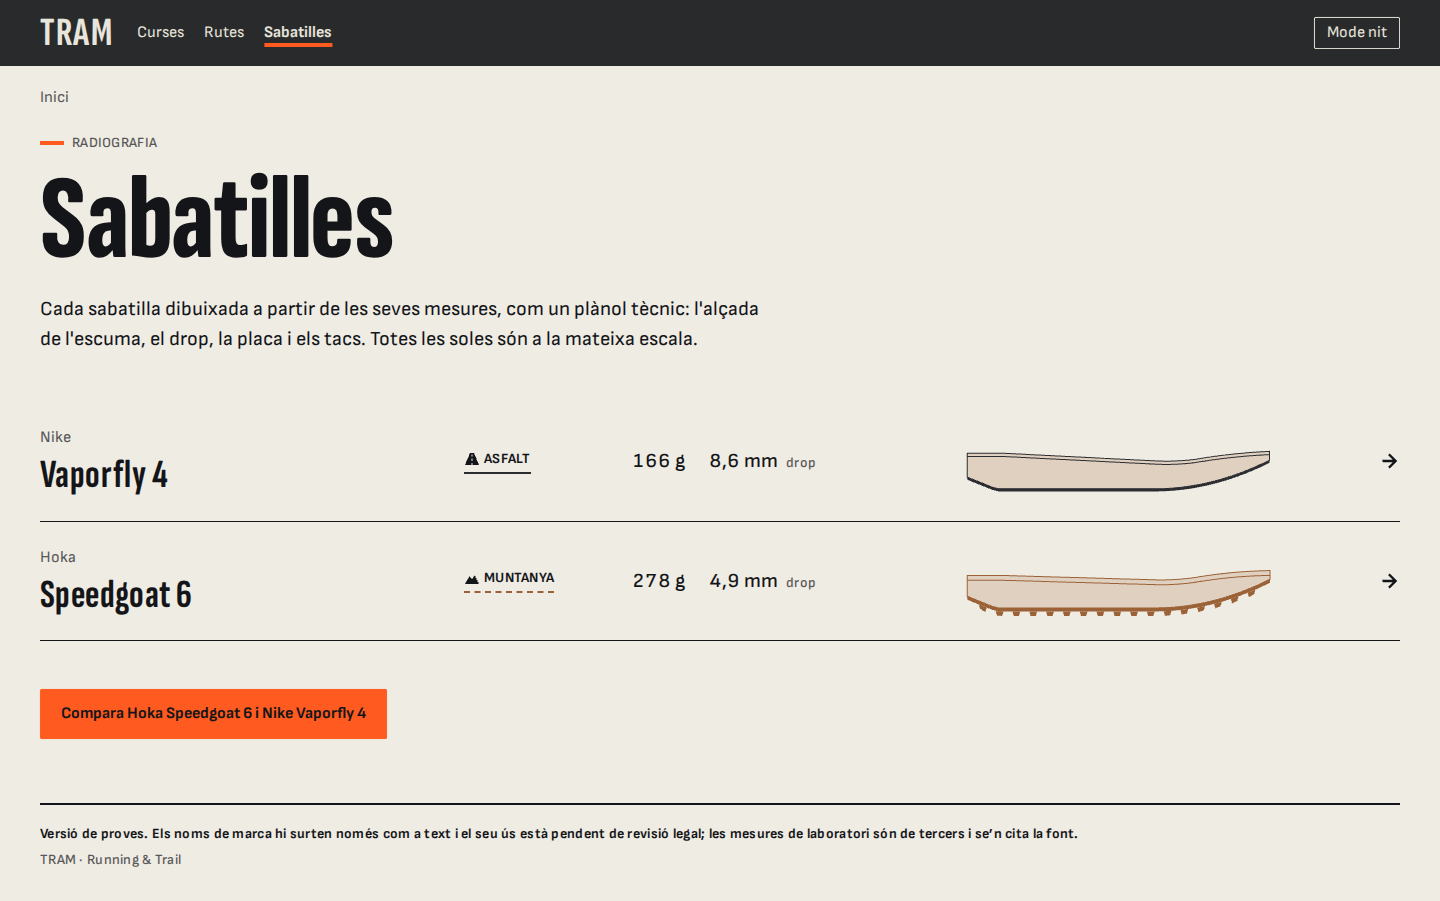 TRAM Curses Rutes Sabatilles Mode nit
Inici
RADIOGRAFIA
Sabatilles
Cada sabatilla dibuixada a partir de les seves mesures, com un plànol tècnic: l'alçada
de l'escuma, el drop, la placa i els tacs. Totes les soles són a la mateixa escala.
Nike
Vaporfly 4
ASFALT
166 g 8,6 mm drop
Hoka
Speedgoat 6
MUNTANYA
278 g 4,9 mm drop
Compara Hoka Speedgoat 6 i Nike Vaporfly 4
Versió de proves. Els noms de marca hi surten només com a text i el seu ús està pendent de revisió legal; les mesures de laboratori són de tercers i se’n cita la font.
TRAM · Running & Trail